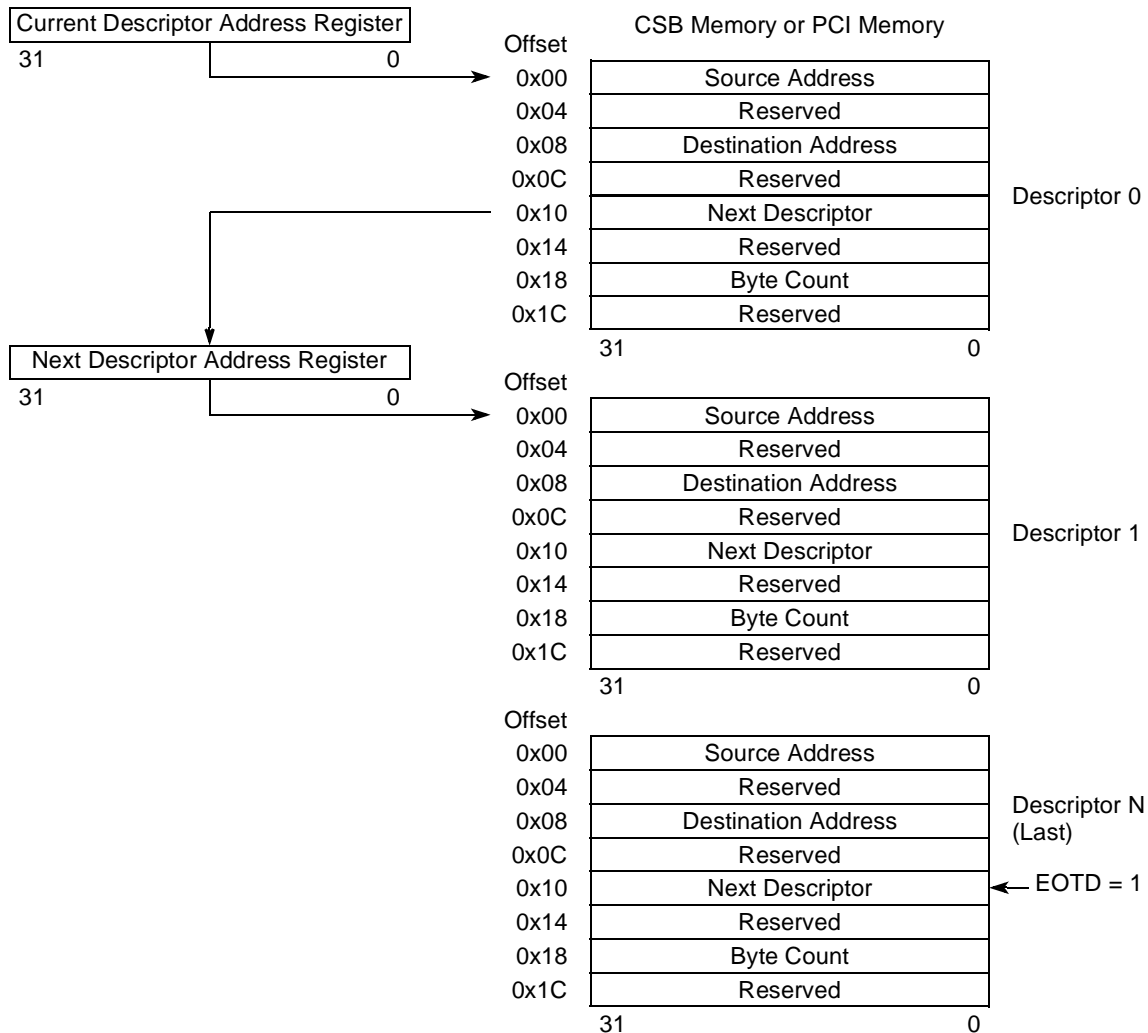 Current Descriptor Address Register
31 0
CSB Memory or PCI Memory
Offset
0x00 Source Address
0x04 Reserved
0x08 Destination Address
0x0C Reserved
0x10 Next Descriptor
0x14 Reserved
0x18 Byte Count
0x1C Reserved
31 0
Descriptor 0
Next Descriptor Address Register
31 0
Offset
0x00 Source Address
0x04 Reserved
0x08 Destination Address
0x0C Reserved
0x10 Next Descriptor
0x14 Reserved
0x18 Byte Count
0x1C Reserved
31 0
Descriptor 1
Offset
0x00 Source Address
0x04 Reserved
0x08 Destination Address
0x0C Reserved
0x10 Next Descriptor
0x14 Reserved
0x18 Byte Count
0x1C Reserved
31 0
Descriptor N
(Last)
EOTD = 1